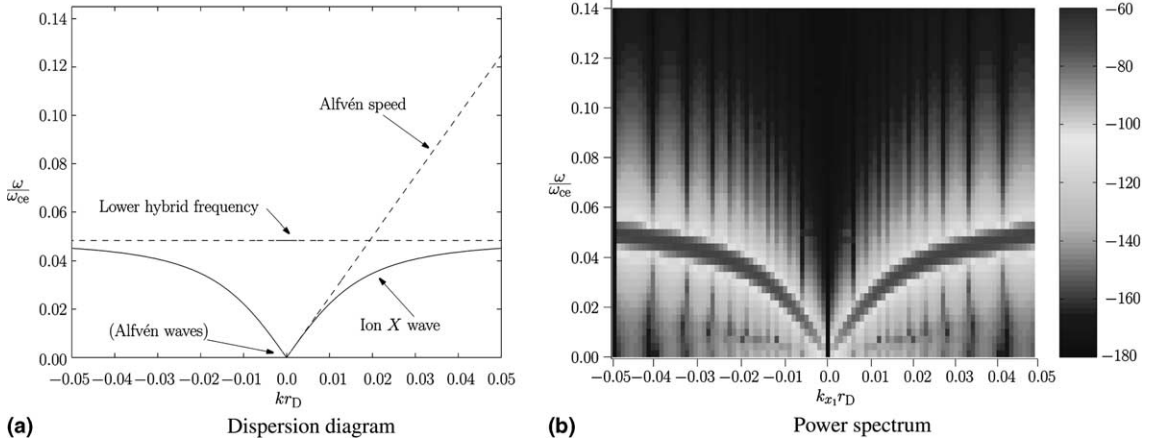 0.14
0.12
0.10
0.08
0.06
0.04
0.02
0.00
ω/ω_ce
Alfvén speed
Lower hybrid frequency
(Alfvén waves)
Ion X wave
−0.05 −0.04 −0.03 −0.02 −0.01 0.0 0.01 0.02 0.03 0.04 0.05
kr_D
(a) Dispersion diagram
0.14
0.12
0.10
0.08
0.06
0.04
0.02
0.00
ω/ω_ce
−0.05 −0.04 −0.03 −0.02 −0.01 0.0 0.01 0.02 0.03 0.04 0.05
k_x₁r_D
−60
−80
−100
−120
−140
−160
−180
(b) Power spectrum